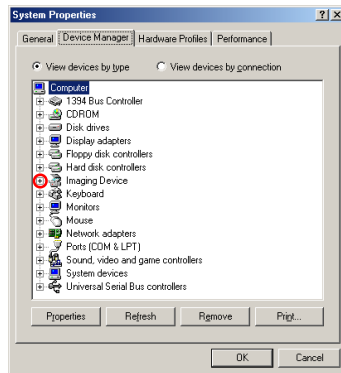 System Properties
? X
General Device Manager Hardware Profiles Performance
View devices by type View devices by connection
Computer
1394 Bus Controller
CDROM
Disk drives
Display adapters
Floppy disk controllers
Hard disk controllers
Imaging Device
Keyboard
Monitors
Mouse
Network adapters
Ports (COM & LPT)
Sound, video and game controllers
System devices
Universal Serial Bus controllers
Properties Refresh Remove Print...
OK Cancel